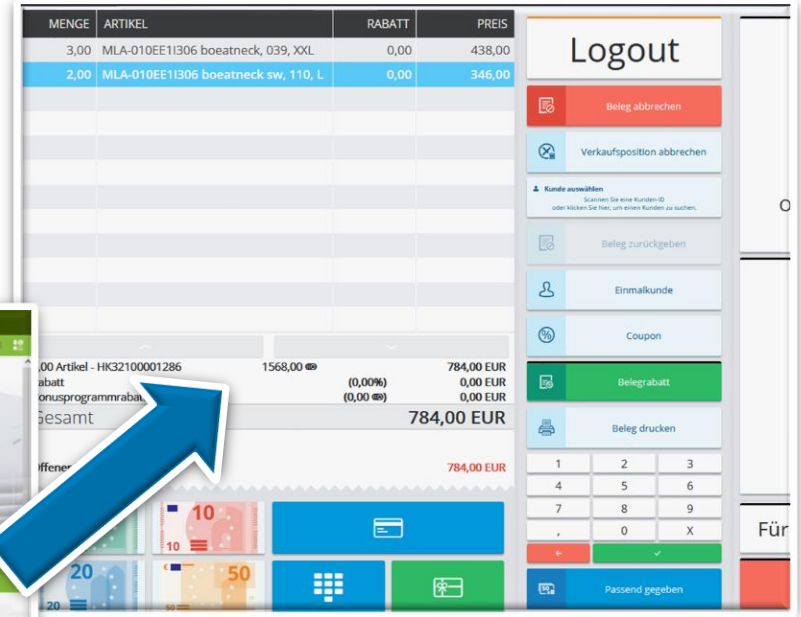 MENGE ARTIKEL RABATT PREIS
3,00 MLA-010EE1I306 boeatneck, 039, XXL 0,00 438,00
2,00 MLA-010EE1I306 boeatneck sw, 110, L 0,00 346,00
,00 Artikel - HK32100001286 1568,00 784,00 EUR
abatt (0,00%) 0,00 EUR
onusprogrammraba (0,00 0,00 EUR
Gesamt 784,00 EUR
Offener 784,00 EUR
10
10
20
20
50
50
Logout
Beleg abbrechen
Verkaufsposition abbrechen
Kunde auswählen
Scannen Sie eine Kunden-ID
oder klicken Sie hier, um einen Kunden zu suchen.
Beleg zurückgeben
Einmalkunde
Coupon
Belegrabatt
Beleg drucken
1 2 3
4 5 6
7 8 9
, 0 X
Passend gegeben
o
Für